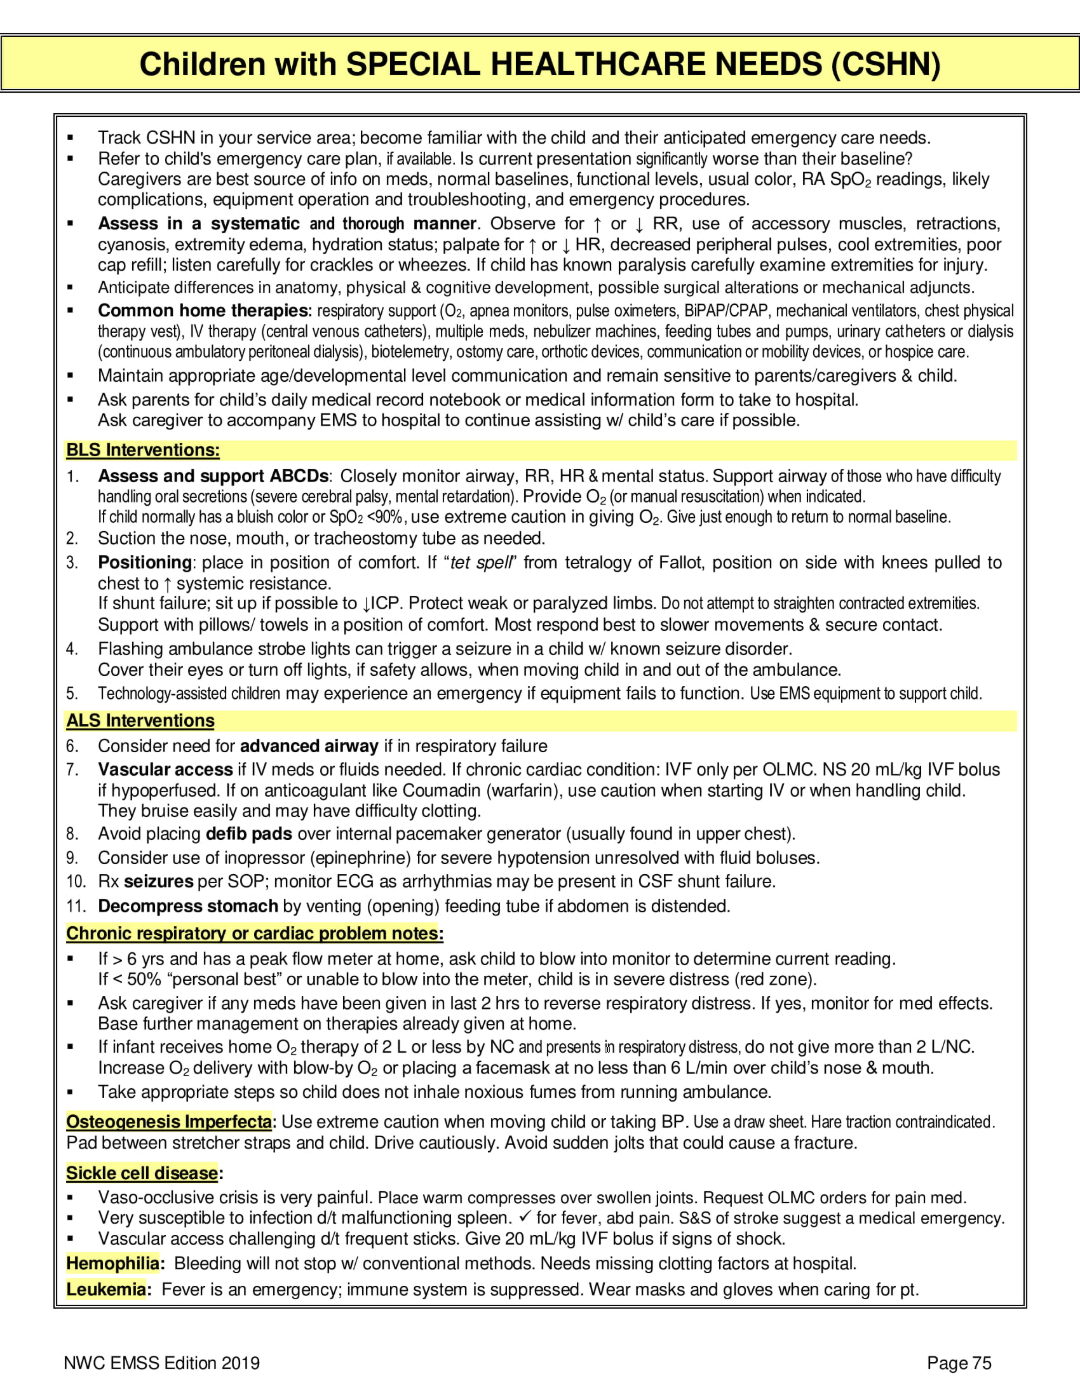 Children with SPECIAL HEALTHCARE NEEDS (CSHN)
▪ Track CSHN in your service area; become familiar with the child and their anticipated emergency care needs.
▪ Refer to child's emergency care plan, if available. Is current presentation significantly worse than their baseline?
Caregivers are best source of info on meds, normal baselines, functional levels, usual color, RA SpO₂ readings, likely
complications, equipment operation and troubleshooting, and emergency procedures.
▪ Assess in a systematic and thorough manner. Observe for ↑ or ↓ RR, use of accessory muscles, retractions,
cyanosis, extremity edema, hydration status; palpate for ↑ or ↓ HR, decreased peripheral pulses, cool extremities, poor
cap refill; listen carefully for crackles or wheezes. If child has known paralysis carefully examine extremities for injury.
▪ Anticipate differences in anatomy, physical & cognitive development, possible surgical alterations or mechanical adjuncts.
▪ Common home therapies: respiratory support (O₂, apnea monitors, pulse oximeters, BiPAP/CPAP, mechanical ventilators, chest physical
therapy vest), IV therapy (central venous catheters), multiple meds, nebulizer machines, feeding tubes and pumps, urinary catheters or dialysis
(continuous ambulatory peritoneal dialysis), biotelemetry, ostomy care, orthotic devices, communication or mobility devices, or hospice care.
▪ Maintain appropriate age/developmental level communication and remain sensitive to parents/caregivers & child.
▪ Ask parents for child's daily medical record notebook or medical information form to take to hospital.
Ask caregiver to accompany EMS to hospital to continue assisting w/ child's care if possible.
BLS Interventions:
1. Assess and support ABCDs: Closely monitor airway, RR, HR & mental status. Support airway of those who have difficulty
handling oral secretions (severe cerebral palsy, mental retardation). Provide O₂ (or manual resuscitation) when indicated.
If child normally has a bluish color or SpO₂ <90%, use extreme caution in giving O₂. Give just enough to return to normal baseline.
2. Suction the nose, mouth, or tracheostomy tube as needed.
3. Positioning: place in position of comfort. If “tet spell” from tetralogy of Fallot, position on side with knees pulled to
chest to ↑ systemic resistance.
If shunt failure; sit up if possible to ↓ICP. Protect weak or paralyzed limbs. Do not attempt to straighten contracted extremities.
Support with pillows/ towels in a position of comfort. Most respond best to slower movements & secure contact.
4. Flashing ambulance strobe lights can trigger a seizure in a child w/ known seizure disorder.
Cover their eyes or turn off lights, if safety allows, when moving child in and out of the ambulance.
5. Technology-assisted children may experience an emergency if equipment fails to function. Use EMS equipment to support child.
ALS Interventions
6. Consider need for advanced airway if in respiratory failure
7. Vascular access if IV meds or fluids needed. If chronic cardiac condition: IVF only per OLMC. NS 20 mL/kg IVF bolus
if hypoperfused. If on anticoagulant like Coumadin (warfarin), use caution when starting IV or when handling child.
They bruise easily and may have difficulty clotting.
8. Avoid placing defib pads over internal pacemaker generator (usually found in upper chest).
9. Consider use of inopressor (epinephrine) for severe hypotension unresolved with fluid boluses.
10. Rx seizures per SOP; monitor ECG as arrhythmias may be present in CSF shunt failure.
11. Decompress stomach by venting (opening) feeding tube if abdomen is distended.
Chronic respiratory or cardiac problem notes:
▪ If > 6 yrs and has a peak flow meter at home, ask child to blow into monitor to determine current reading.
If < 50% “personal best” or unable to blow into the meter, child is in severe distress (red zone).
▪ Ask caregiver if any meds have been given in last 2 hrs to reverse respiratory distress. If yes, monitor for med effects.
Base further management on therapies already given at home.
▪ If infant receives home O₂ therapy of 2 L or less by NC and presents in respiratory distress, do not give more than 2 L/NC.
Increase O₂ delivery with blow-by O₂ or placing a facemask at no less than 6 L/min over child's nose & mouth.
▪ Take appropriate steps so child does not inhale noxious fumes from running ambulance.
Osteogenesis Imperfecta: Use extreme caution when moving child or taking BP. Use a draw sheet. Hare traction contraindicated.
Pad between stretcher straps and child. Drive cautiously. Avoid sudden jolts that could cause a fracture.
Sickle cell disease:
▪ Vaso-occlusive crisis is very painful. Place warm compresses over swollen joints. Request OLMC orders for pain med.
▪ Very susceptible to infection d/t malfunctioning spleen. ✓ for fever, abd pain. S&S of stroke suggest a medical emergency.
▪ Vascular access challenging d/t frequent sticks. Give 20 mL/kg IVF bolus if signs of shock.
Hemophilia: Bleeding will not stop w/ conventional methods. Needs missing clotting factors at hospital.
Leukemia: Fever is an emergency; immune system is suppressed. Wear masks and gloves when caring for pt.
NWC EMSS Edition 2019 Page 75